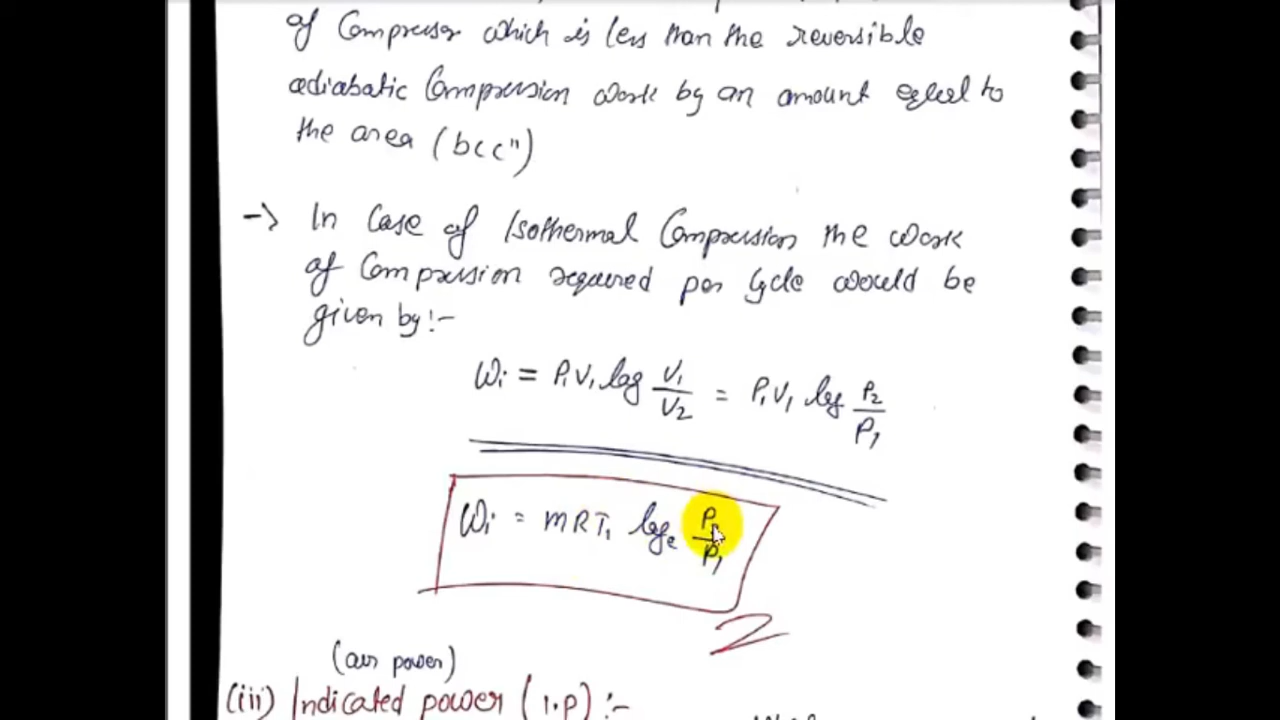 of Compressor which is less than the reversible
adiabatic Compression work by an amount equal to
the area (bcc")
-> In Case of Isothermal Compression the work
of Compression required per Cycle would be
given by:-
Wi = P₁V₁ log V₁/V₂ = P₁V₁ log P₂/P₁
Wi = mRT₁ logₑ P/P₁
2
(air power)
(iii) Indicated power (I.P) :-